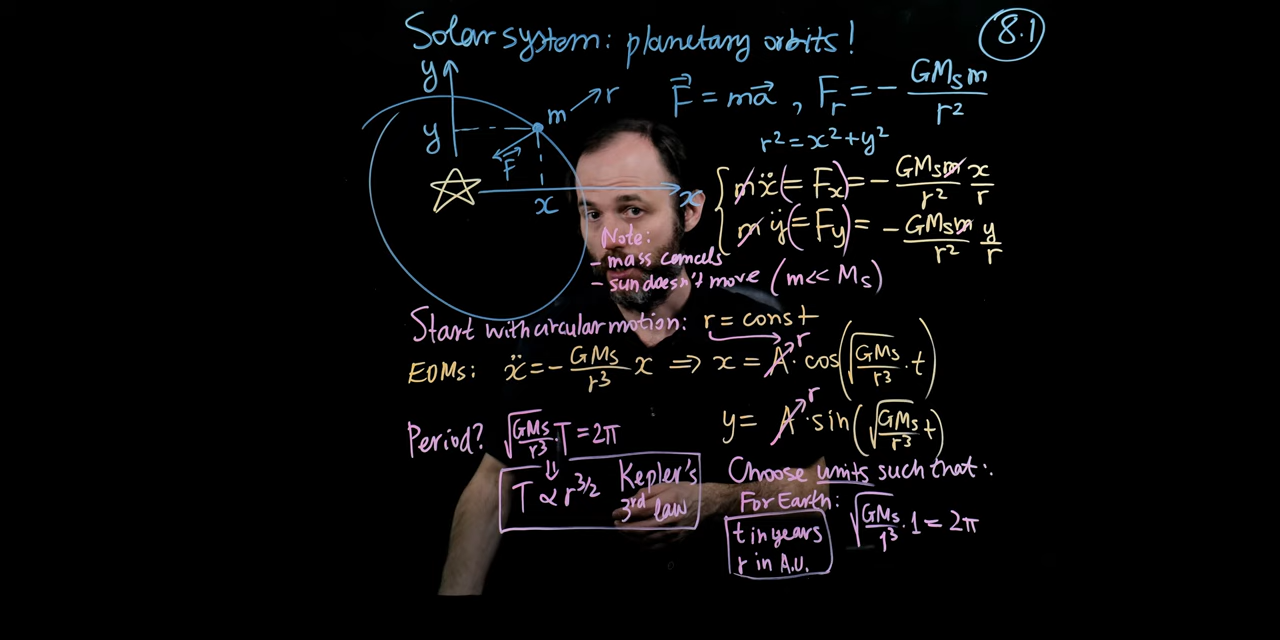 Solar system: planetary orbits!
8.1
y
m → r
y
F⃗
x
x
F⃗ = ma⃗ , F_r = - GM_s m / r²
r² = x² + y²
mẍ (= F_x) = - GM_s m / r² x / r
mÿ (= F_y) = - GM_s m / r² y / r
Note:
- mass cancels
- sun doesn't move (m << M_s)
Start with circular motion: r = const
EOMs: ẍ = - GM_s / r³ x ⇒ x = A r · cos(√(GM_s / r³) · t)
y = A r · sin(√(GM_s / r³) t)
Period? √(GM_s / r³) · T = 2π
⇓
T ∝ r^3/2 Kepler's
3rd law
Choose units such that:.
For Earth: √(GM_s / 1³) · 1 = 2π
t in years
r in A.U.